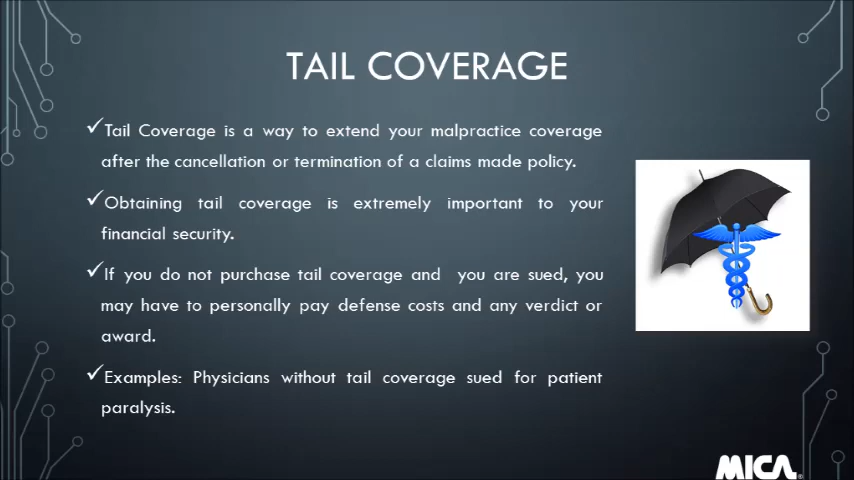 TAIL COVERAGE
✓Tail Coverage is a way to extend your malpractice coverage
after the cancellation or termination of a claims made policy.
✓Obtaining tail coverage is extremely important to your
financial security.
✓If you do not purchase tail coverage and  you are sued, you
may have to personally pay defense costs and any verdict or
award.
✓Examples: Physicians without tail coverage sued for patient
paralysis.
MICA®